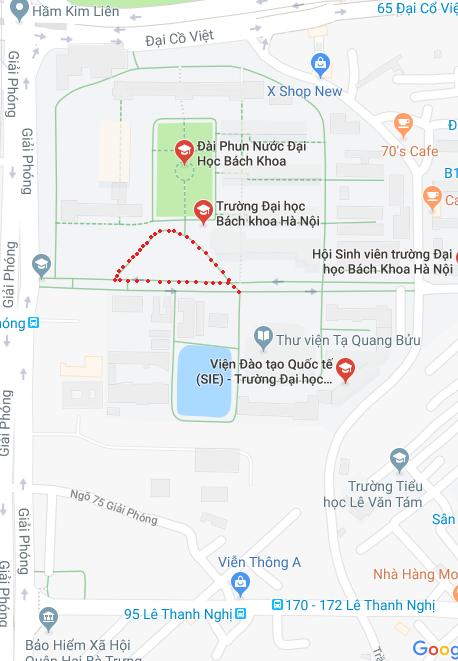 Hầm Kim Liên
65 Đại Cồ Việ
Đại Cồ Việt
Giải Phóng
X Shop New
Giải Phóng
70's Cafe
Đài Phun Nước Đại
Học Bách Khoa
B1
Ca
Trường Đại học
Bách khoa Hà Nội
Giải Phóng
Hội Sinh viên trường Đại
học Bách Khoa Hà Nội
hóng
Thư viện Tạ Quang Bửu
Viện Đào tạo Quốc tế
(SIE) - Trường Đại học...
Giải Phóng
Trường Tiểu
học Lê Văn Tám
Ngõ 75 Giải Phóng
Sân
Giải Phóng
Viễn Thông A
Giải Phóng
Nhà Hàng Mo
95 Lê Thanh Nghị
170 - 172 Lê Thanh Nghị
Bảo Hiểm Xã Hội
Quận Hai Bà Trưng
Trầ
Goog